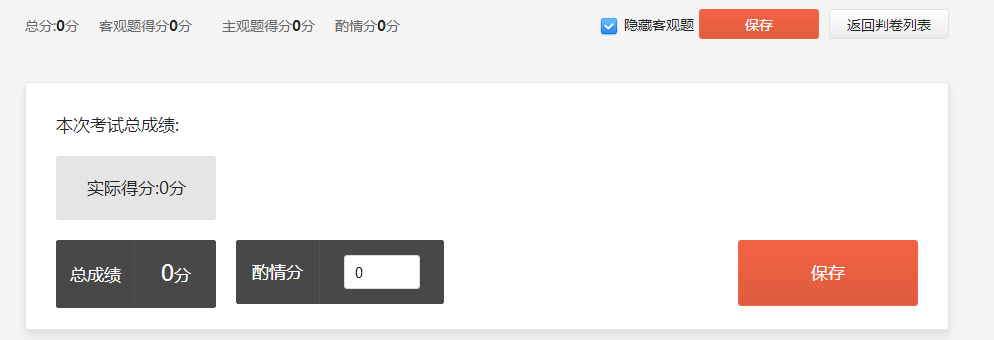 总分:0分 客观题得分0分 主观题得分0分 酌情分0分 隐藏客观题 保存 返回判卷列表
本次考试总成绩:
实际得分:0分
总成绩 0分 酌情分 0 保存